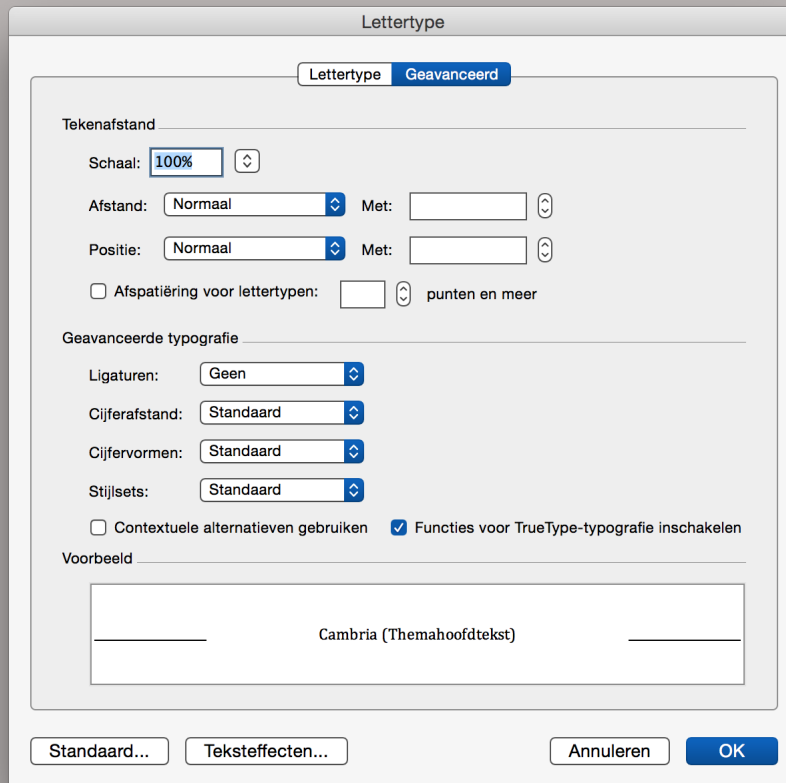 Lettertype
Lettertype Geavanceerd
Tekenafstand
Schaal: 100%
Afstand: Normaal Met:
Positie: Normaal Met:
Afspatiëring voor lettertypen: punten en meer
Geavanceerde typografie
Ligaturen: Geen
Cijferafstand: Standaard
Cijfervormen: Standaard
Stijlsets: Standaard
Contextuele alternatieven gebruiken Functies voor TrueType-typografie inschakelen
Voorbeeld
Cambria (Themahoofdtekst)
Standaard... Teksteffecten... Annuleren OK